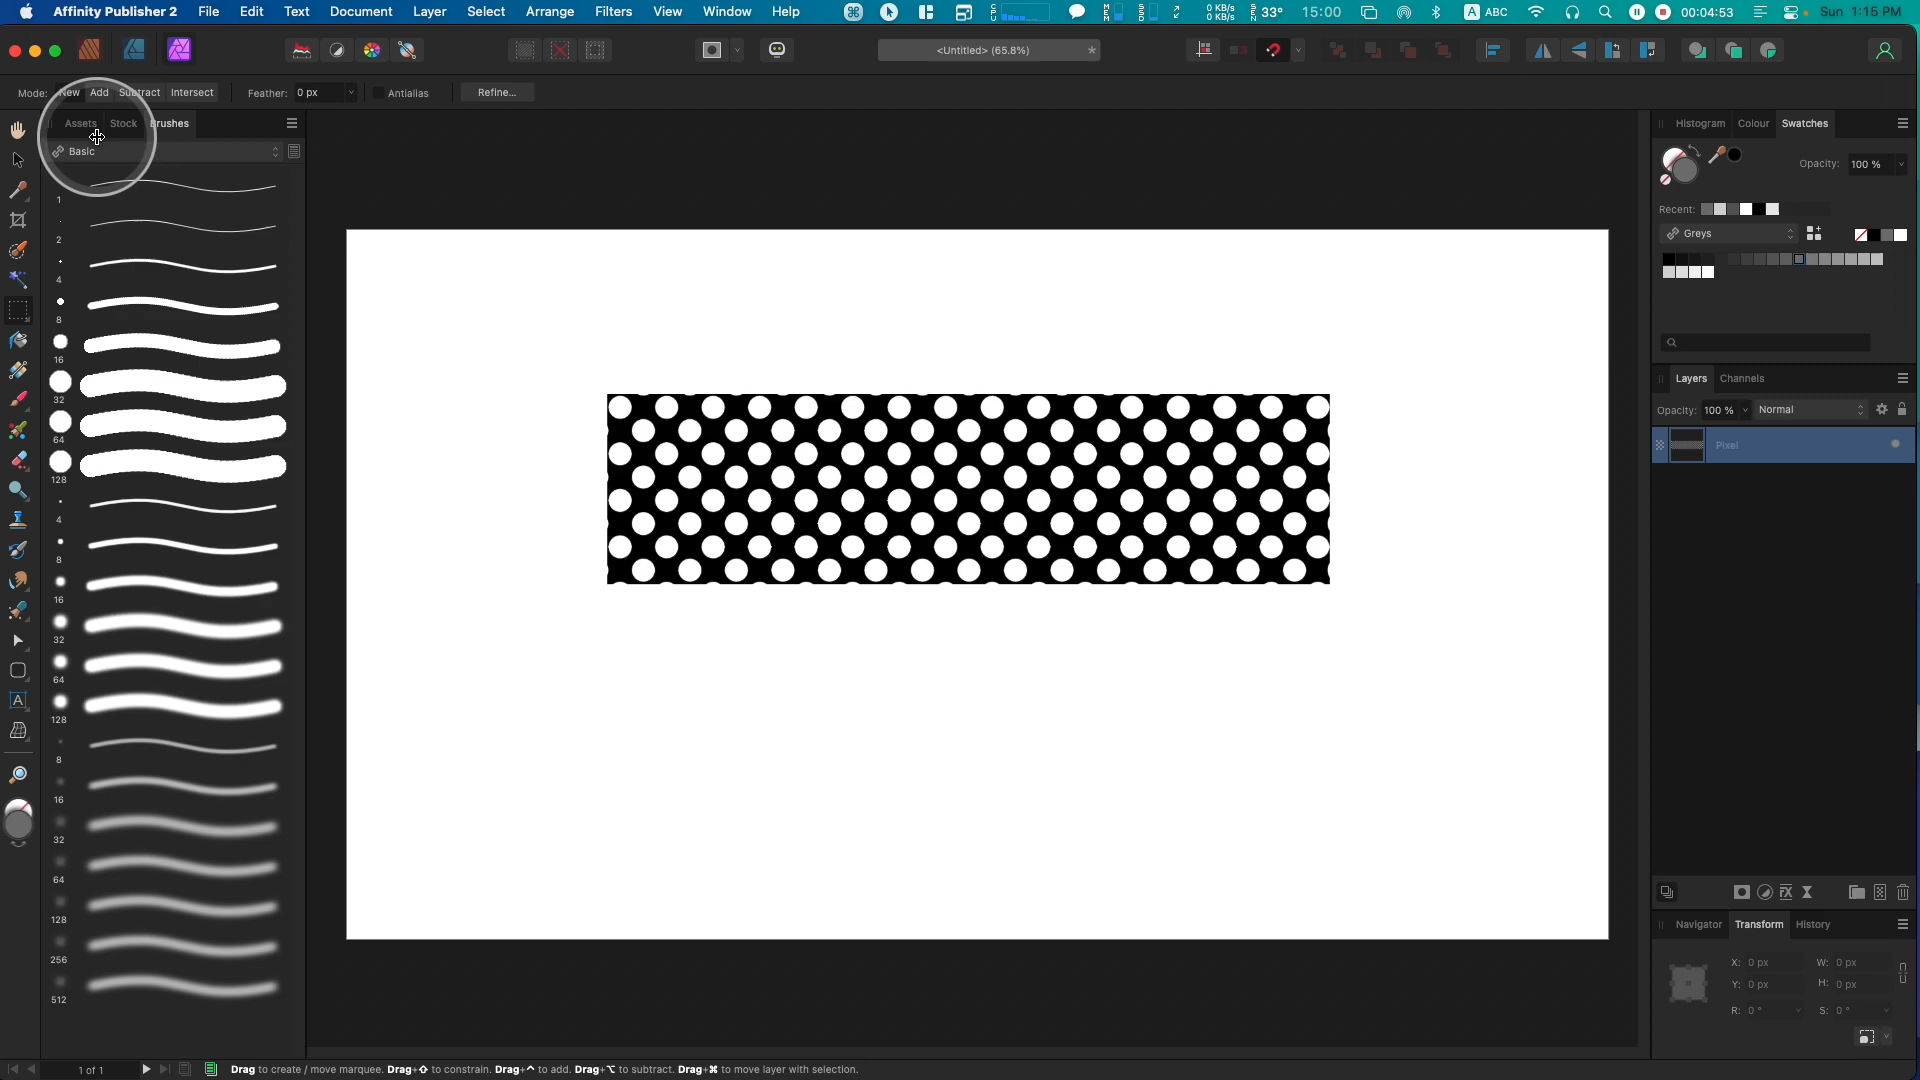 Affinity Publisher 2 File Edit Text Document Layer Select Arrange Filters View Window Help CPU MEM SSD 0 KB/s 0 KB/s SEN 33° 15:00 A ABC 00:04:53 Sun 1:15 PM
<Untitled> (65.8%)
Mode: New Add Subtract Intersect Feather: 0 px Antialias Refine...
Assets Stock Brushes
Basic
1
2
4
8
16
32
64
128
4
8
16
32
64
128
8
16
32
64
128
256
512
Histogram Colour Swatches
Opacity: 100 %
Recent:
Greys
Layers Channels
Opacity: 100 % Normal
Pixel
Navigator Transform History
X: 0 px W: 0 px
Y: 0 px H: 0 px
R: 0 ° S: 0 °
1 of 1 Drag to create / move marquee. Drag+⇧ to constrain. Drag+⌃ to add. Drag+⌥ to subtract. Drag+⌘ to move layer with selection.